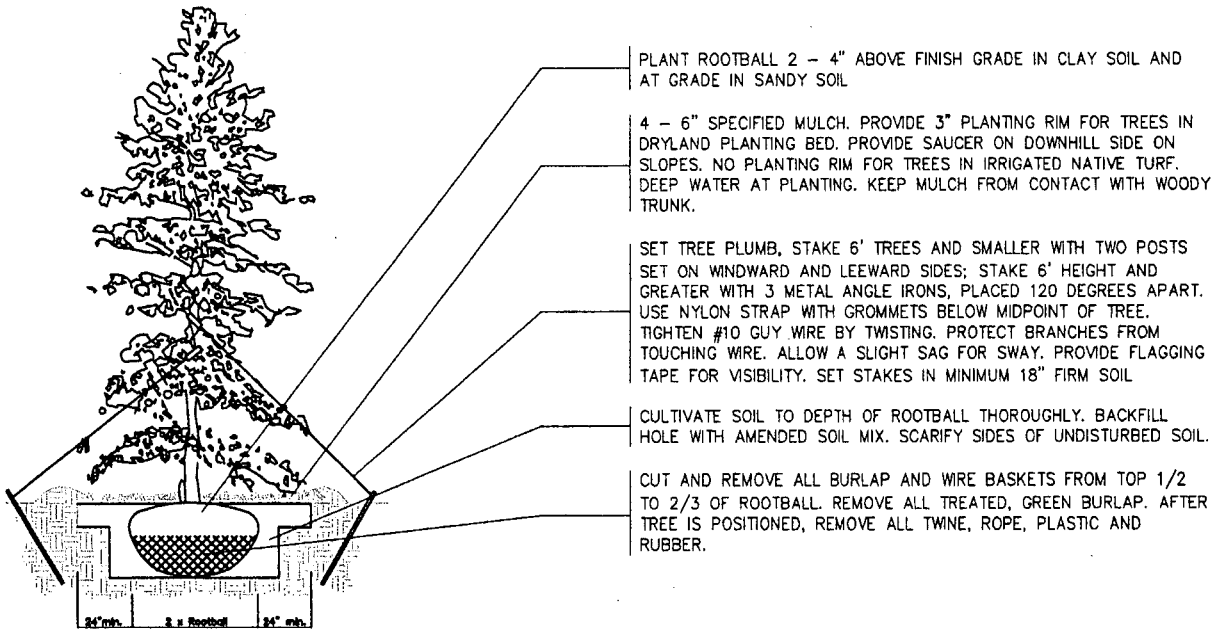 PLANT ROOTBALL 2 - 4" ABOVE FINISH GRADE IN CLAY SOIL AND
AT GRADE IN SANDY SOIL
4 - 6" SPECIFIED MULCH. PROVIDE 3" PLANTING RIM FOR TREES IN
DRYLAND PLANTING BED. PROVIDE SAUCER ON DOWNHILL SIDE ON
SLOPES. NO PLANTING RIM FOR TREES IN IRRIGATED NATIVE TURF.
DEEP WATER AT PLANTING. KEEP MULCH FROM CONTACT WITH WOODY
TRUNK.
SET TREE PLUMB, STAKE 6' TREES AND SMALLER WITH TWO POSTS
SET ON WINDWARD AND LEEWARD SIDES; STAKE 6' HEIGHT AND
GREATER WITH 3 METAL ANGLE IRONS, PLACED 120 DEGREES APART.
USE NYLON STRAP WITH GROMMETS BELOW MIDPOINT OF TREE.
TIGHTEN #10 GUY WIRE BY TWISTING. PROTECT BRANCHES FROM
TOUCHING WIRE. ALLOW A SLIGHT SAG FOR SWAY. PROVIDE FLAGGING
TAPE FOR VISIBILITY. SET STAKES IN MINIMUM 18" FIRM SOIL
CULTIVATE SOIL TO DEPTH OF ROOTBALL THOROUGHLY. BACKFILL
HOLE WITH AMENDED SOIL MIX. SCARIFY SIDES OF UNDISTURBED SOIL.
CUT AND REMOVE ALL BURLAP AND WIRE BASKETS FROM TOP 1/2
TO 2/3 OF ROOTBALL. REMOVE ALL TREATED, GREEN BURLAP. AFTER
TREE IS POSITIONED, REMOVE ALL TWINE, ROPE, PLASTIC AND
RUBBER.
24"min. 2 x Rootball 24" min.